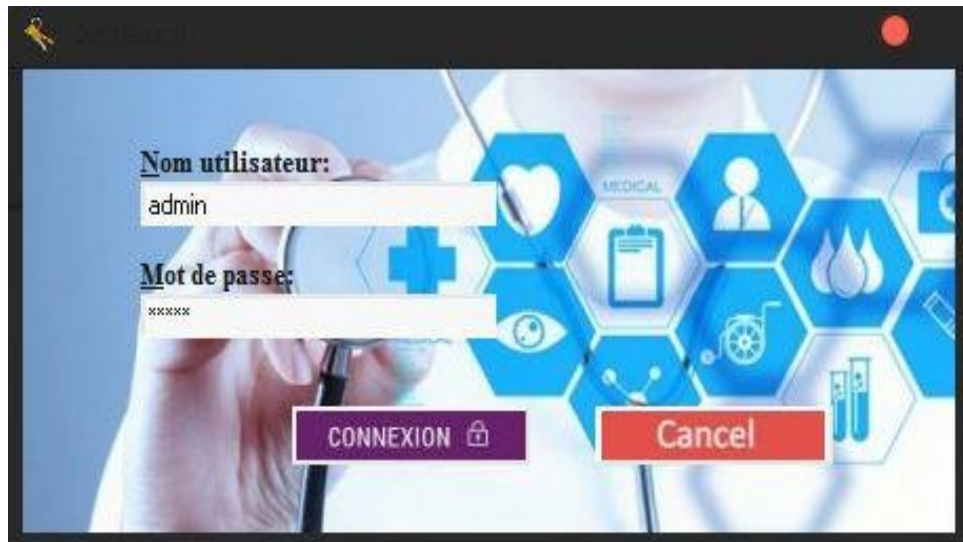 Nom utilisateur:
admin
MEDICAL
Mot de passe:
*****
CONNEXION
Cancel